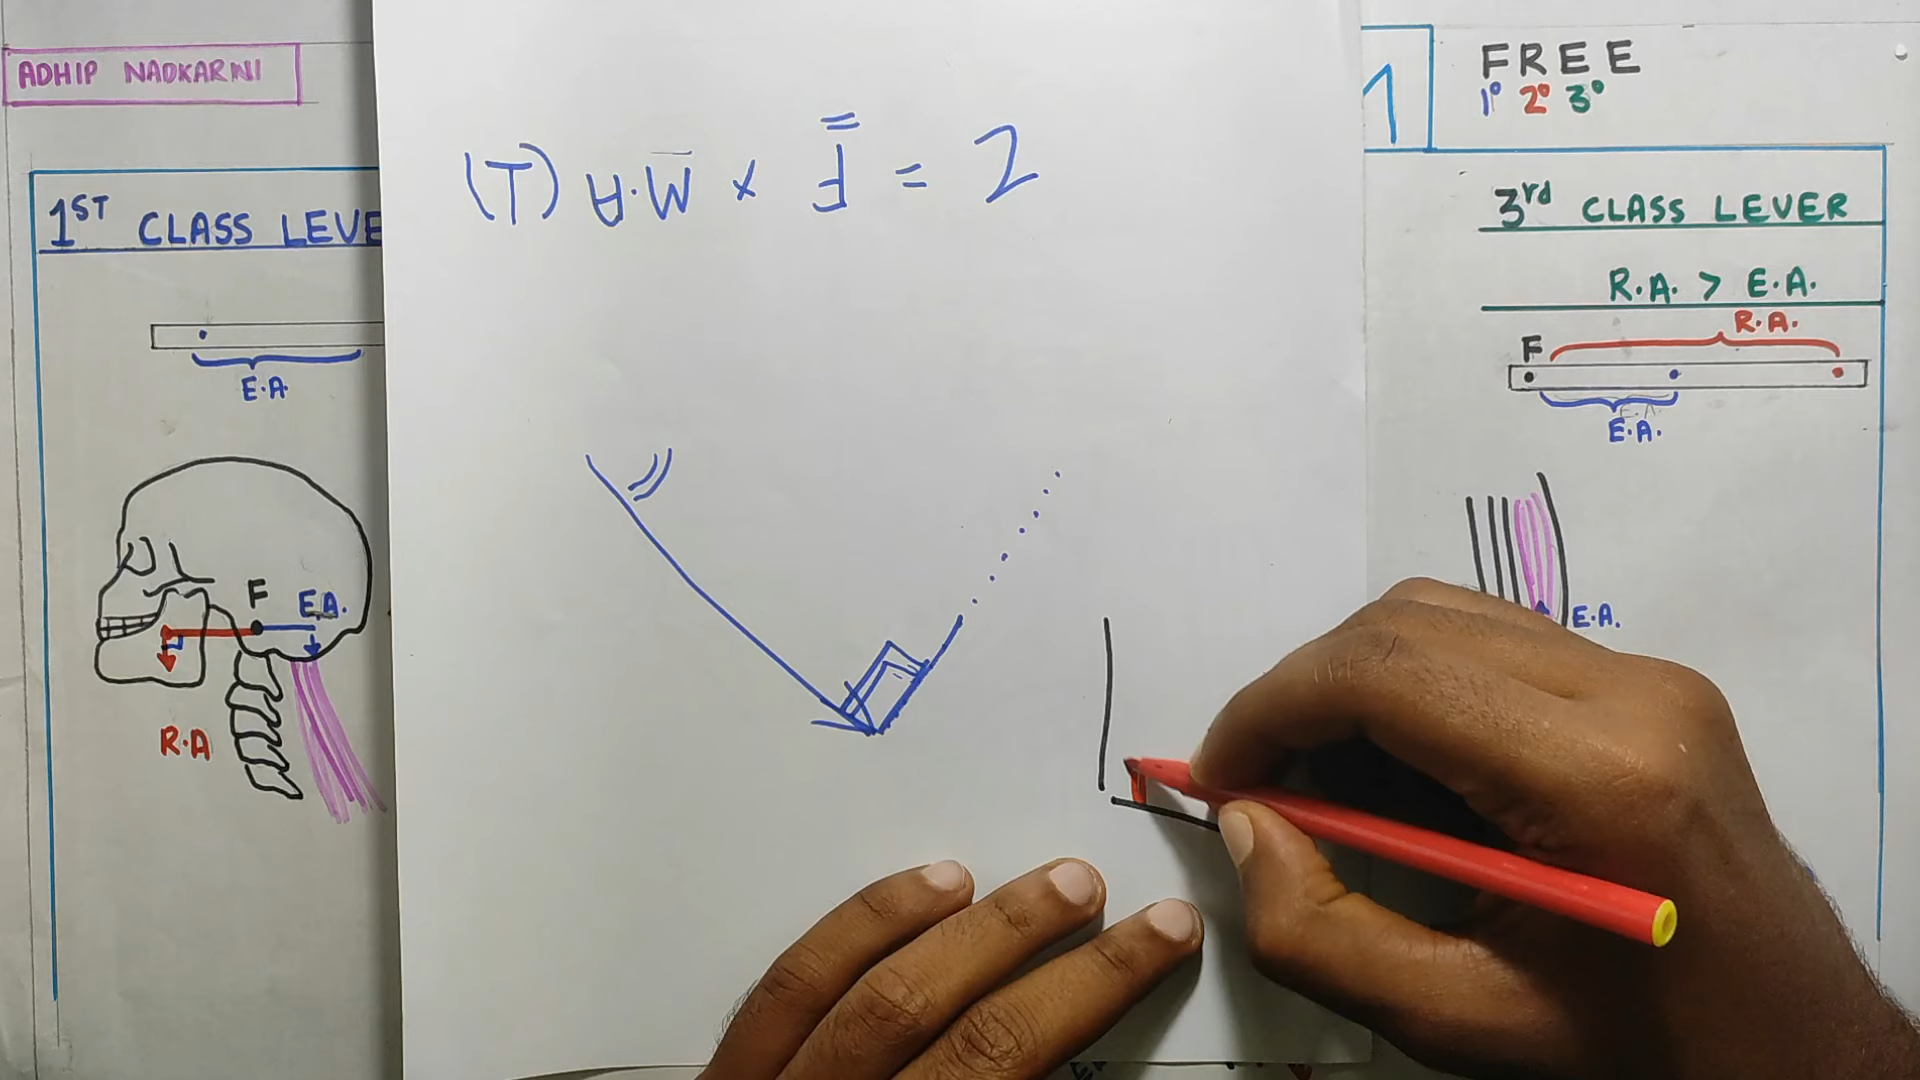 ADHIP NADKARNI
FREE
1° 2° 3°
1ST CLASS LEVE
E.A
F
E.A.
R.A
Z = F × M.A (⊥)
3rd CLASS LEVER
R.A. > E.A.
R.A.
F
E.A.
E.A.